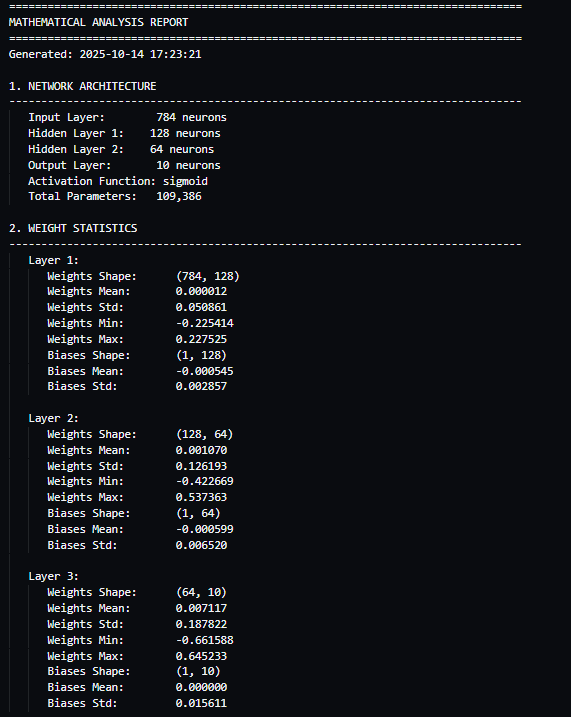 ================================================================================
MATHEMATICAL ANALYSIS REPORT
================================================================================
Generated: 2025-10-14 17:23:21
1. NETWORK ARCHITECTURE
--------------------------------------------------------------------------------
Input Layer: 784 neurons
Hidden Layer 1: 128 neurons
Hidden Layer 2: 64 neurons
Output Layer: 10 neurons
Activation Function: sigmoid
Total Parameters: 109,386
2. WEIGHT STATISTICS
--------------------------------------------------------------------------------
Layer 1:
Weights Shape: (784, 128)
Weights Mean: 0.000012
Weights Std: 0.050861
Weights Min: -0.225414
Weights Max: 0.227525
Biases Shape: (1, 128)
Biases Mean: -0.000545
Biases Std: 0.002857
Layer 2:
Weights Shape: (128, 64)
Weights Mean: 0.001070
Weights Std: 0.126193
Weights Min: -0.422669
Weights Max: 0.537363
Biases Shape: (1, 64)
Biases Mean: -0.000599
Biases Std: 0.006520
Layer 3:
Weights Shape: (64, 10)
Weights Mean: 0.007117
Weights Std: 0.187822
Weights Min: -0.661588
Weights Max: 0.645233
Biases Shape: (1, 10)
Biases Mean: 0.000000
Biases Std: 0.015611